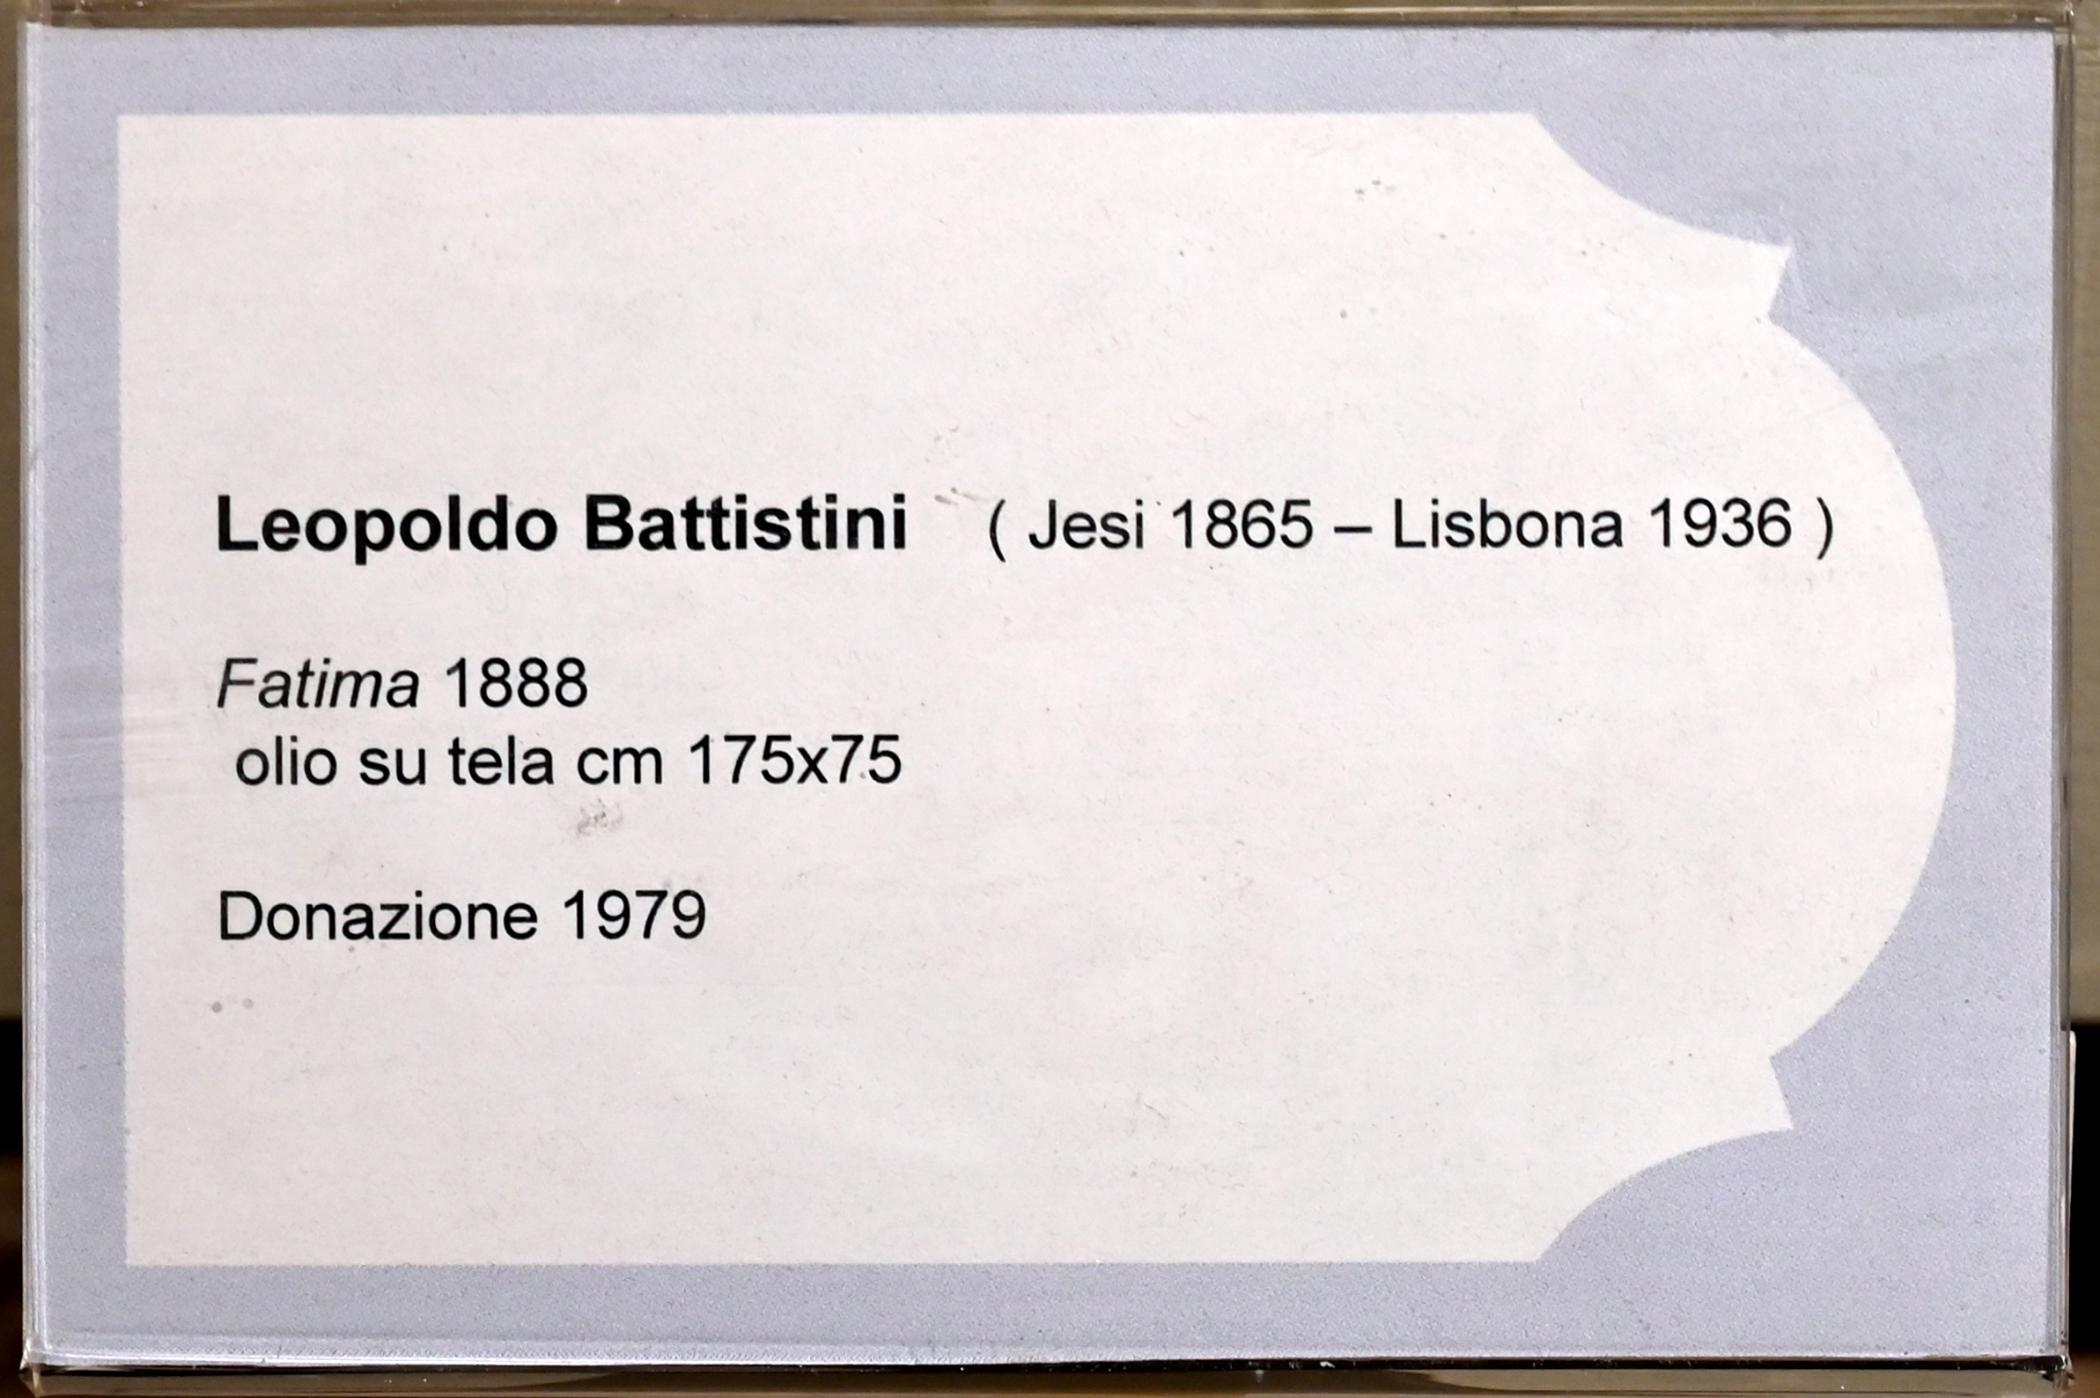 Leopoldo Battistini ( Jesi 1865 – Lisbona 1936 )
Fatima 1888
olio su tela cm 175x75
Donazione 1979